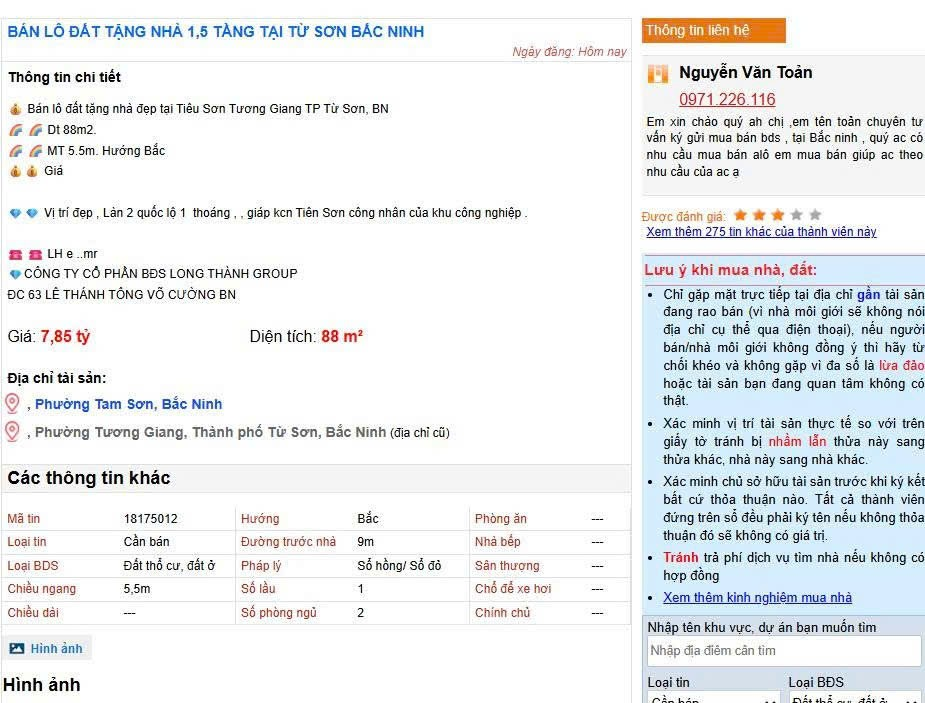 BÁN LÔ ĐẤT TẶNG NHÀ 1,5 TẦNG TẠI TỪ SƠN BẮC NINH
Ngày đăng: Hôm nay
Thông tin chi tiết
Bán lô đất tặng nhà đẹp tại Tiêu Sơn Tương Giang TP Từ Sơn, BN
Dt 88m2.
MT 5.5m. Hướng Bắc
Giá
Vị trí đẹp , Làn 2 quốc lộ 1 thoáng , , giáp kcn Tiên Sơn công nhân của khu công nghiệp .
LH e ..mr
CÔNG TY CỔ PHẦN BĐS LONG THÀNH GROUP
ĐC 63 LÊ THÁNH TÔNG VÕ CƯỜNG BN
Giá: 7,85 tỷ Diện tích: 88 m²
Địa chỉ tài sản:
, Phường Tam Sơn, Bắc Ninh
, Phường Tương Giang, Thành phố Từ Sơn, Bắc Ninh (địa chỉ cũ)
Các thông tin khác
Mã tin 18175012 Hướng Bắc Phòng ăn ---
Loại tin Cần bán Đường trước nhà 9m Nhà bếp ---
Loại BDS Đất thổ cư, đất ở Pháp lý Sổ hồng/ Sổ đỏ Sân thượng ---
Chiều ngang 5,5m Số lầu 1 Chổ để xe hơi ---
Chiều dài --- Số phòng ngủ 2 Chính chủ ---
Hình ảnh
Hình ảnh
Thông tin liên hệ
Nguyễn Văn Toản
0971.226.116
Em xin chào quý ah chị ,em tên toản chuyên tư
vấn ký gửi mua bán bds , tại Bắc ninh , quý ac có
nhu cầu mua bán alô em mua bán giúp ac theo
nhu cầu của ac ạ
Được đánh giá:
Xem thêm 275 tin khác của thành viên này
Lưu ý khi mua nhà, đất:
Chỉ gặp mặt trực tiếp tại địa chỉ gần tài sản
đang rao bán (vì nhà môi giới sẽ không nói
địa chỉ cụ thể qua điện thoại), nếu người
bán/nhà môi giới không đồng ý thì hãy từ
chối khéo và không gặp vì đa số là lừa đảo
hoặc tài sản bạn đang quan tâm không có
thật.
Xác minh vị trí tài sản thực tế so với trên
giấy tờ tránh bị nhầm lẫn thửa này sang
thửa khác, nhà này sang nhà khác.
Xác minh chủ sở hữu tài sản trước khi ký kết
bất cứ thỏa thuận nào. Tất cả thành viên
đứng trên sổ đều phải ký tên nếu không thỏa
thuận đó sẽ không có giá trị.
Tránh trả phí dịch vụ tìm nhà nếu không có
hợp đồng
Xem thêm kinh nghiệm mua nhà
Nhập tên khu vực, dự án bạn muốn tìm
Nhập địa điểm cần tìm
Loại tin Loại BĐS
Cần bán Đất thổ cư, đất ở